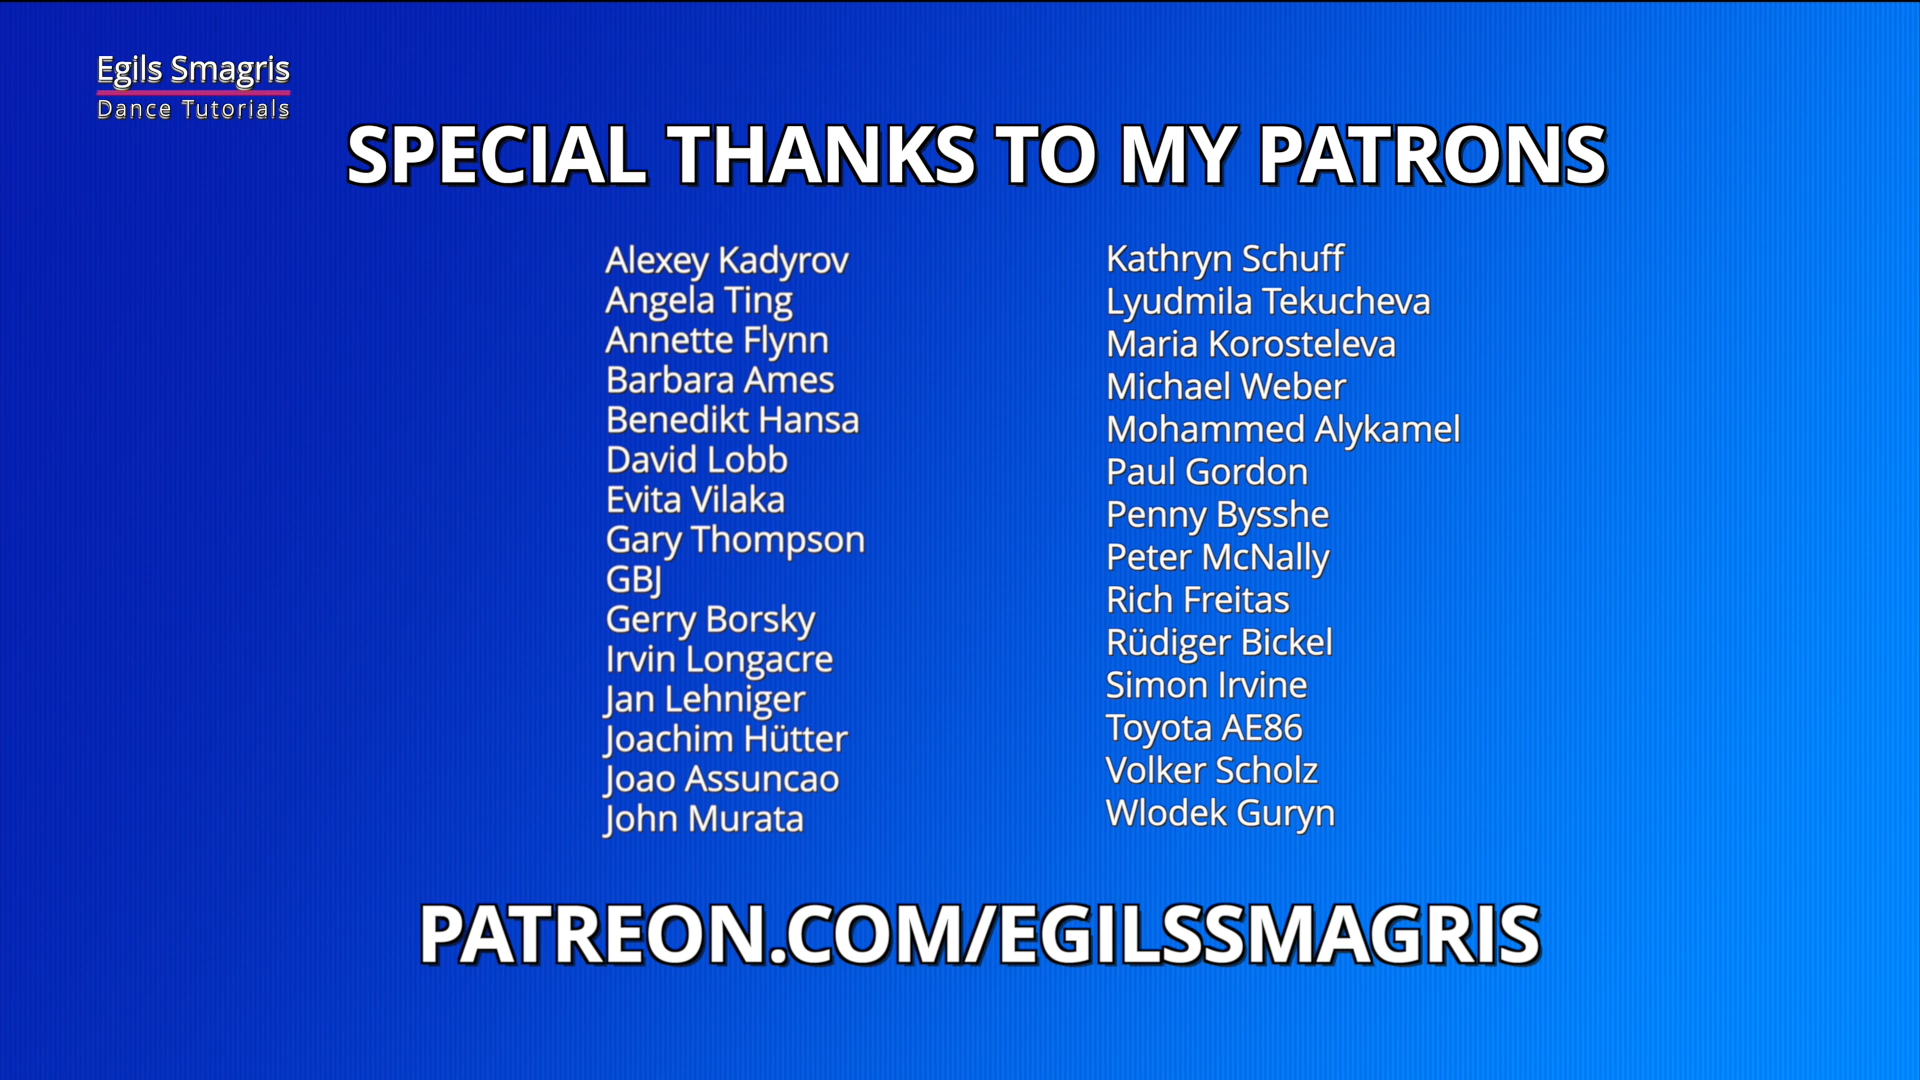 Egils Smagris
Dance Tutorials
SPECIAL THANKS TO MY PATRONS
Alexey Kadyrov
Angela Ting
Annette Flynn
Barbara Ames
Benedikt Hansa
David Lobb
Evita Vilaka
Gary Thompson
GBJ
Gerry Borsky
Irvin Longacre
Jan Lehniger
Joachim Hütter
Joao Assuncao
John Murata
Kathryn Schuff
Lyudmila Tekucheva
Maria Korosteleva
Michael Weber
Mohammed Alykamel
Paul Gordon
Penny Bysshe
Peter McNally
Rich Freitas
Rüdiger Bickel
Simon Irvine
Toyota AE86
Volker Scholz
Wlodek Guryn
PATREON.COM/EGILSSMAGRIS